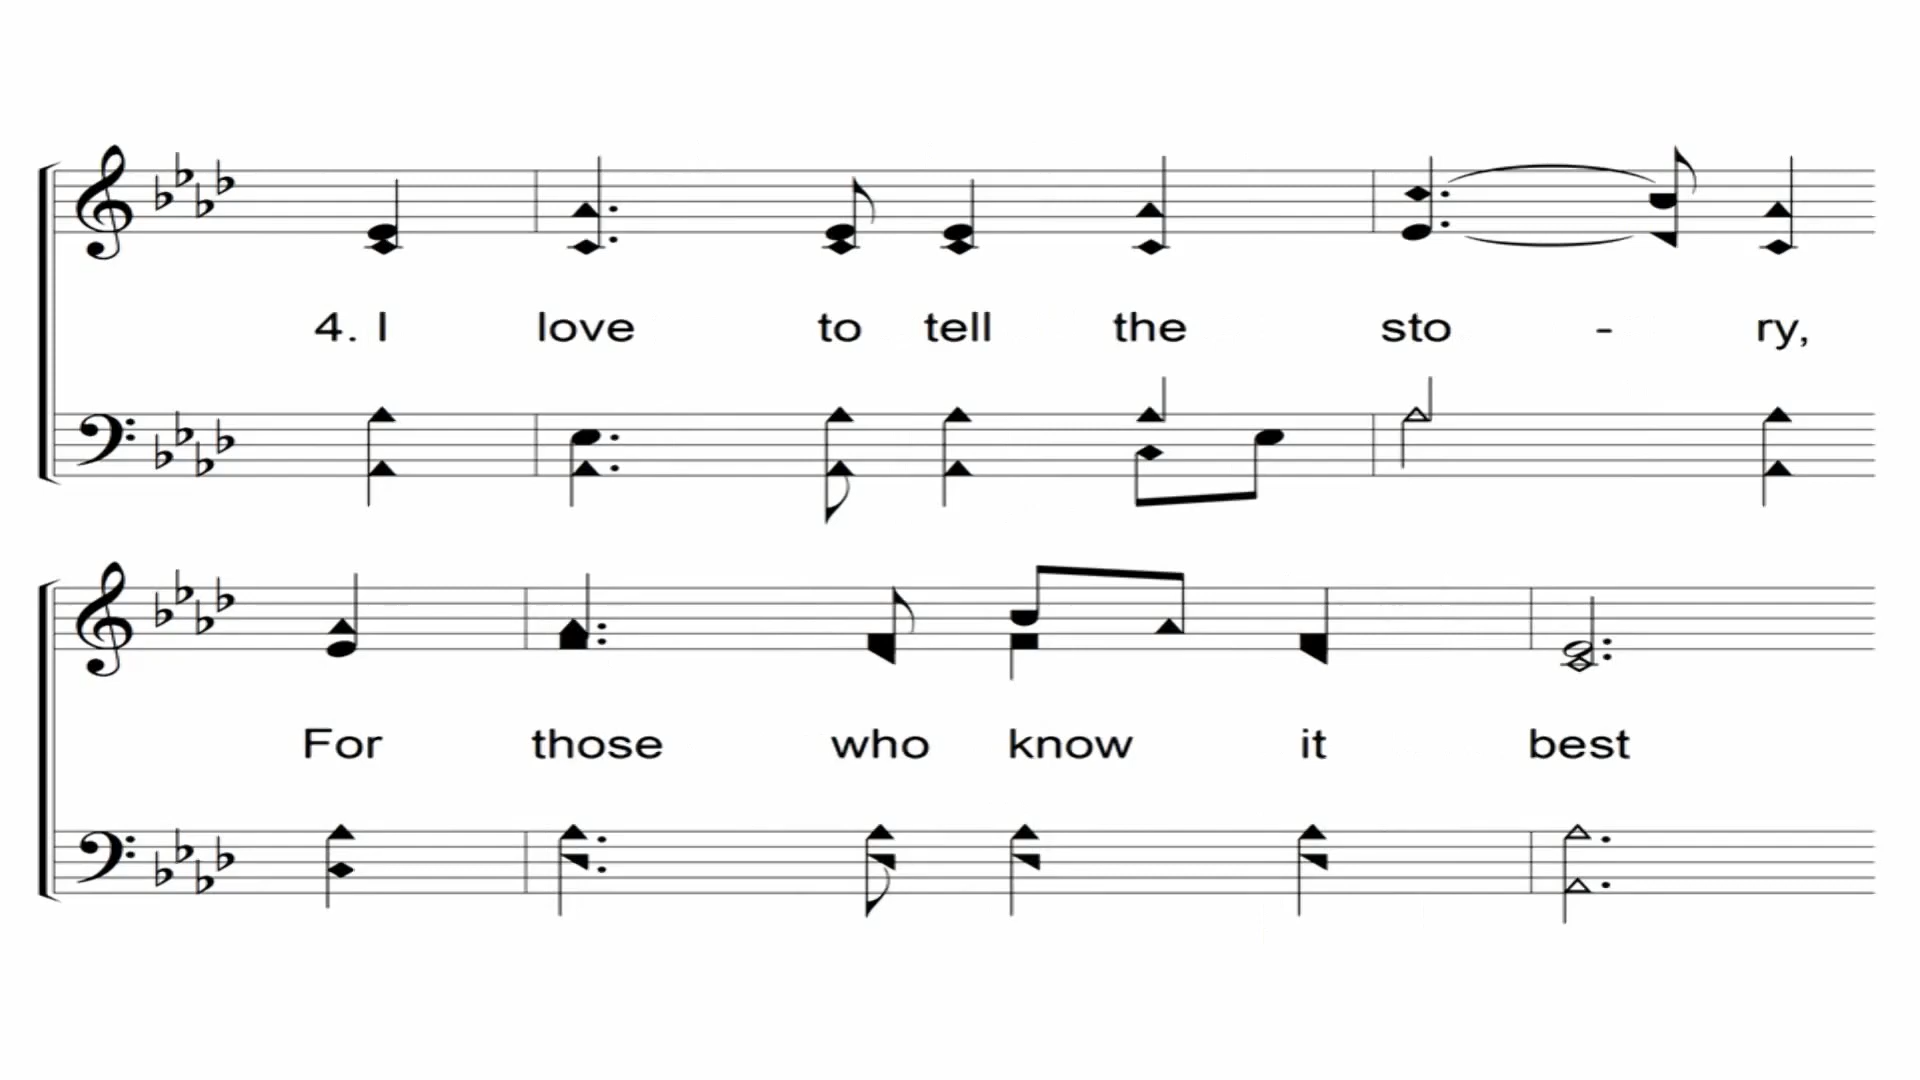 4. I love to tell the sto - ry,
For those who know it best